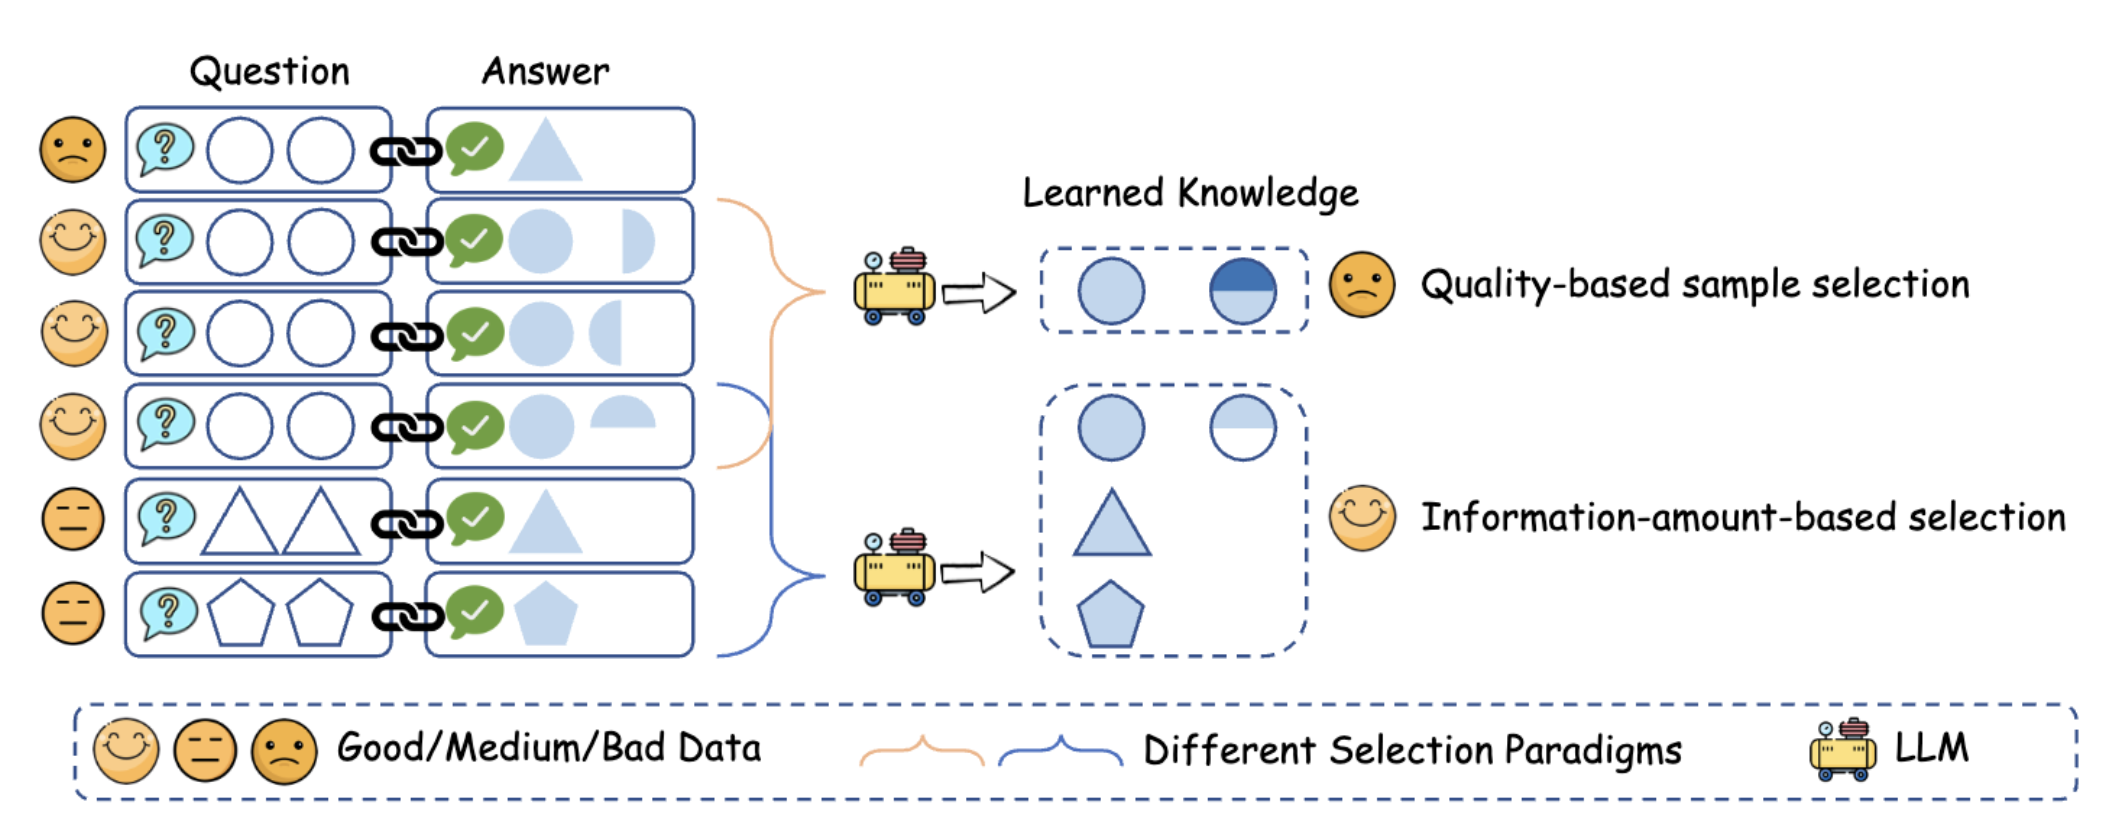 Question
Answer
Learned Knowledge
Quality-based sample selection
Information-amount-based selection
Good/Medium/Bad Data
Different Selection Paradigms
LLM